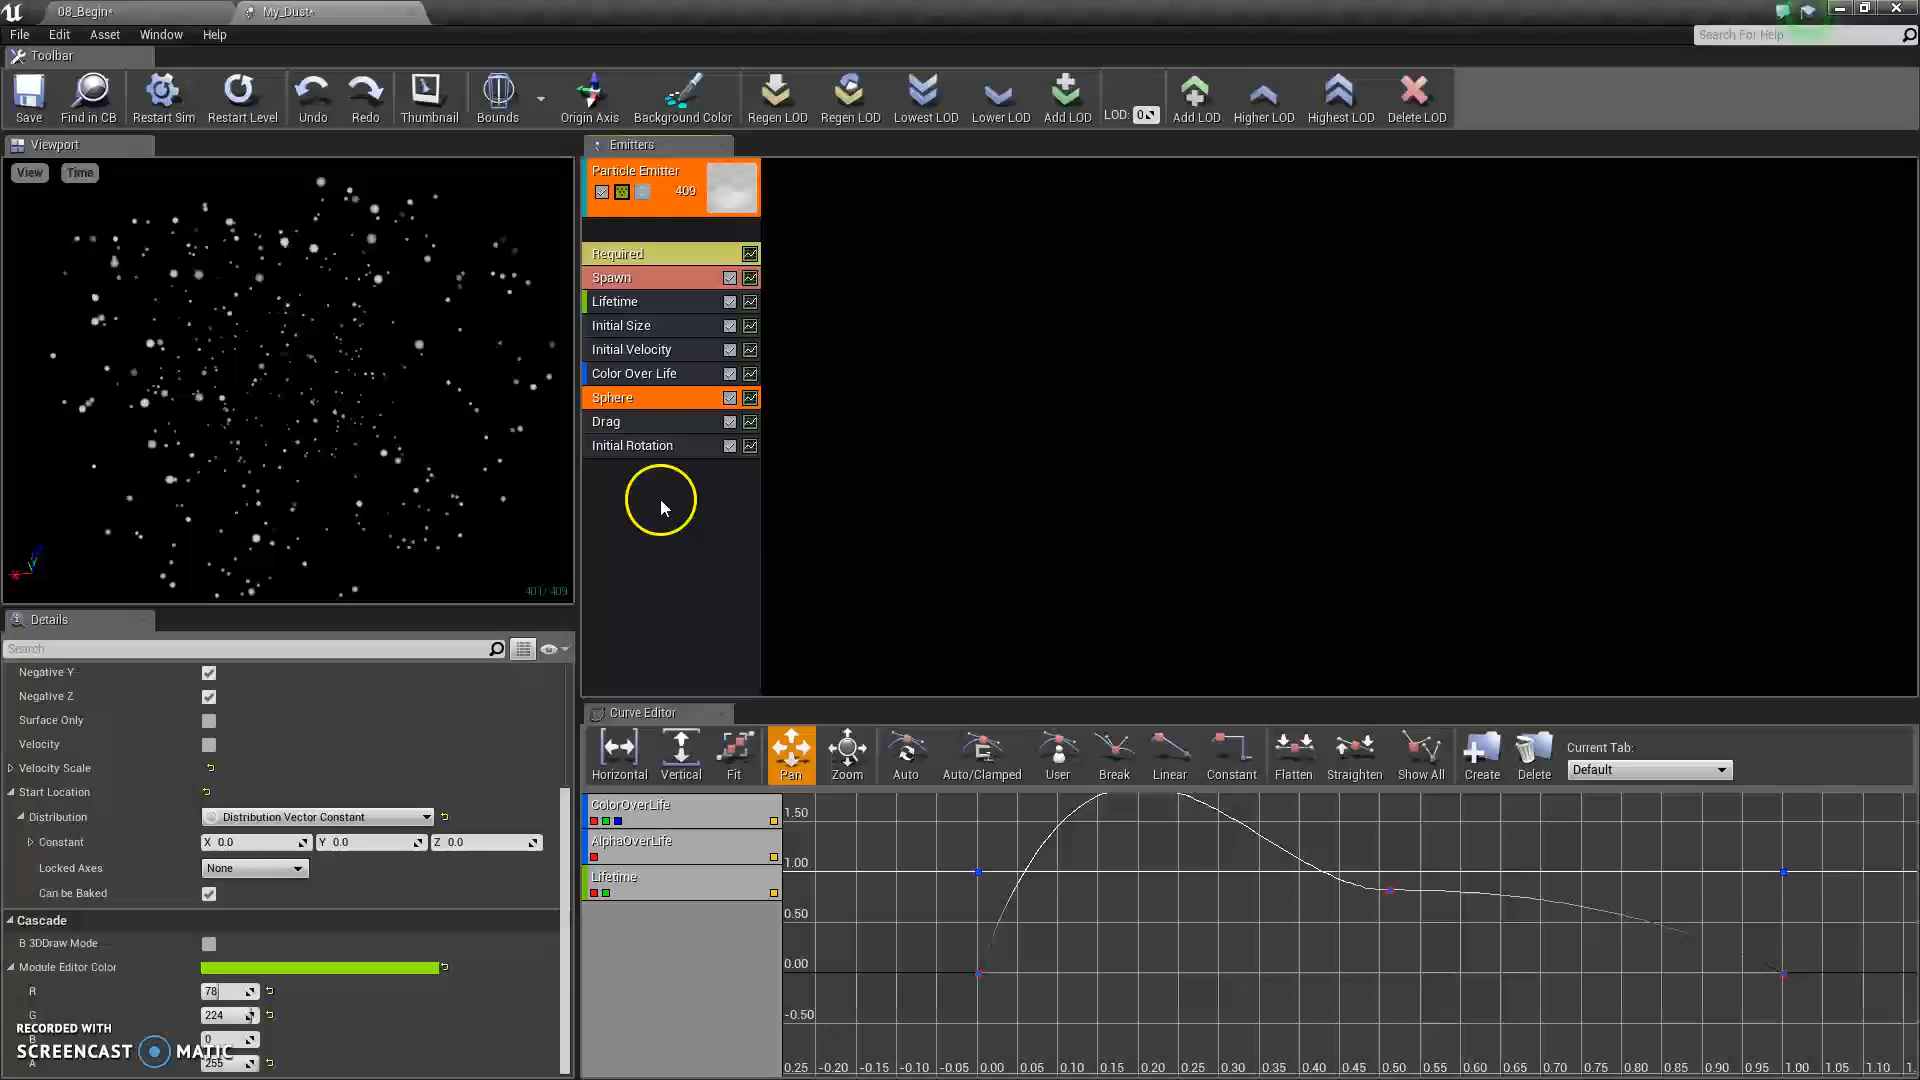 08_Begin*
My_Dust*
File Edit Asset Window Help
Search For Help
Toolbar
Save Find in CB Restart Sim Restart Level Undo Redo Thumbnail Bounds Origin Axis Background Color Regen LOD Regen LOD Lowest LOD Lower LOD Add LOD LOD: 0 Add LOD Higher LOD Highest LOD Delete LOD
Viewport
View Time
401/ 409
Emitters
Particle Emitter
409
Required
Spawn
Lifetime
Initial Size
Initial Velocity
Color Over Life
Sphere
Drag
Initial Rotation
Details
Search
Negative Y
Negative Z
Surface Only
Velocity
Velocity Scale
Start Location
Distribution Distribution Vector Constant
Constant X 0.0 Y 0.0 Z 0.0
Locked Axes None
Can be Baked
Cascade
B 3DDraw Mode
Module Editor Color
R 78
G 224
B 0
A 255
RECORDED WITH
SCREENCAST MATIC
Curve Editor
Horizontal Vertical Fit Pan Zoom Auto Auto/Clamped User Break Linear Constant Flatten Straighten Show All Create Delete
Current Tab:
Default
ColorOverLife
AlphaOverLife
Lifetime
1.50
1.00
0.50
0.00
-0.50
0.25 -0.20 -0.15 -0.10 -0.05 0.00 0.05 0.10 0.15 0.20 0.25 0.30 0.35 0.40 0.45 0.50 0.55 0.60 0.65 0.70 0.75 0.80 0.85 0.90 0.95 1.00 1.05 1.10 1.